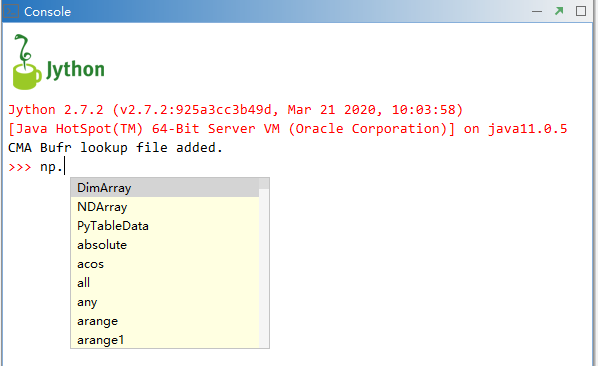 Console
Jython
Jython 2.7.2 (v2.7.2:925a3cc3b49d, Mar 21 2020, 10:03:58)
[Java HotSpot(TM) 64-Bit Server VM (Oracle Corporation)] on java11.0.5
CMA Bufr lookup file added.
>>> np.
DimArray
NDArray
PyTableData
absolute
acos
all
any
arange
arange1